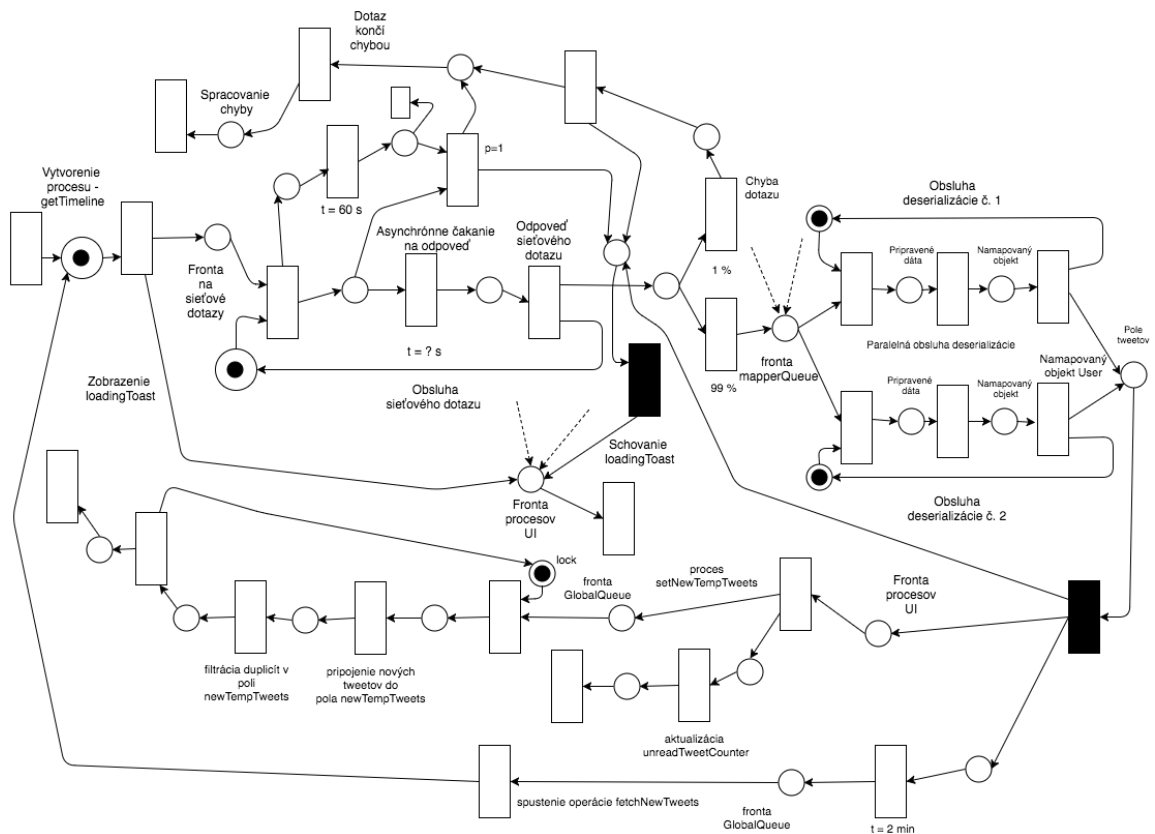 Dotaz
končí
chybou
Spracovanie
chyby
Vytvorenie
procesu -
getTimeline
p=1
t = 60 s
Chyba
dotazu
Obsluha
deserializácie č. 1
Asynchrónne čakanie
na odpoveď
Odpoveď
sieťového
dotazu
Fronta
na
sieťové
dotazy
1 %
Pripravené
dáta
Namapovaný
objekt
Pole
tweetov
Paralelná obsluha deserializácie
t = ? s
fronta
mapperQueue
Namapovaný
objekt User
99 %
Zobrazenie
loadingToast
Obsluha
sieťového dotazu
Pripravené
dáta
Namapovaný
objekt
Schovanie
loadingToast
Fronta
procesov
UI
Obsluha
deserializácie č. 2
lock
fronta
GlobalQueue
proces
setNewTempTweets
Fronta
procesov
UI
filtrácia duplicít v
poli
newTempTweets
pripojenie nových
tweetov do
pola newTempTweets
aktualizácia
unreadTweetCounter
spustenie operácie fetchNewTweets
fronta
GlobalQueue
t = 2 min